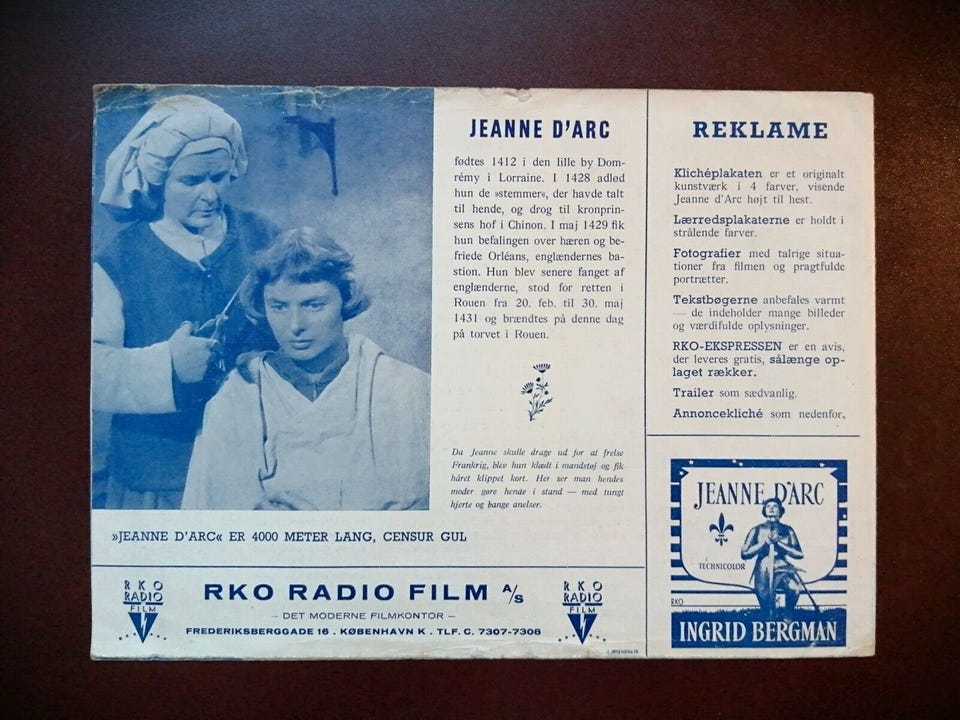 JEANNE D'ARC
fødtes 1412 i den lille by Dom-
rémy i Lorraine. I 1428 adlød
hun de »stemmer«, der havde talt
til hende, og drog til kronprin-
sens hof i Chinon. I maj 1429 fik
hun befalingen over hæren og be-
friede Orléans, englændernes ba-
stion. Hun blev senere fanget af
englænderne, stod for retten i
Rouen fra 20. feb. til 30. maj
1431 og brændtes på denne dag
på torvet i Rouen.
Da Jeanne skulle drage ud for at frelse
Frankrig, blev hun klædt i mandstøj og fik
håret klippet kort. Her ser man hendes
moder gøre hende i stand — med tungt
hjerte og bange anelser.
»JEANNE D'ARC« ER 4000 METER LANG, CENSUR GUL
RKO
RADIO
FILM
RKO RADIO FILM A/S
– DET MODERNE FILMKONTOR –
FREDERIKSBERGGADE 16 . KØBENHAVN K . TLF. C. 7307-7308
RKO
RADIO
FILM
REKLAME
Klichéplakaten er et originalt
kunstværk i 4 farver, visende
Jeanne d'Arc højt til hest.
Lærredsplakaterne er holdt i
strålende farver.
Fotografier med talrige situa-
tioner fra filmen og pragtfulde
portrætter.
Tekstbøgerne anbefales varmt
— de indeholder mange billeder
og værdifulde oplysninger.
RKO-EKSPRESSEN er en avis,
der leveres gratis, sålænge op-
laget rækker.
Trailer som sædvanlig.
Annoncekliché som nedenfor.
JEANNE D'ARC
i
TECHNICOLOR
RKO
INGRID BERGMAN